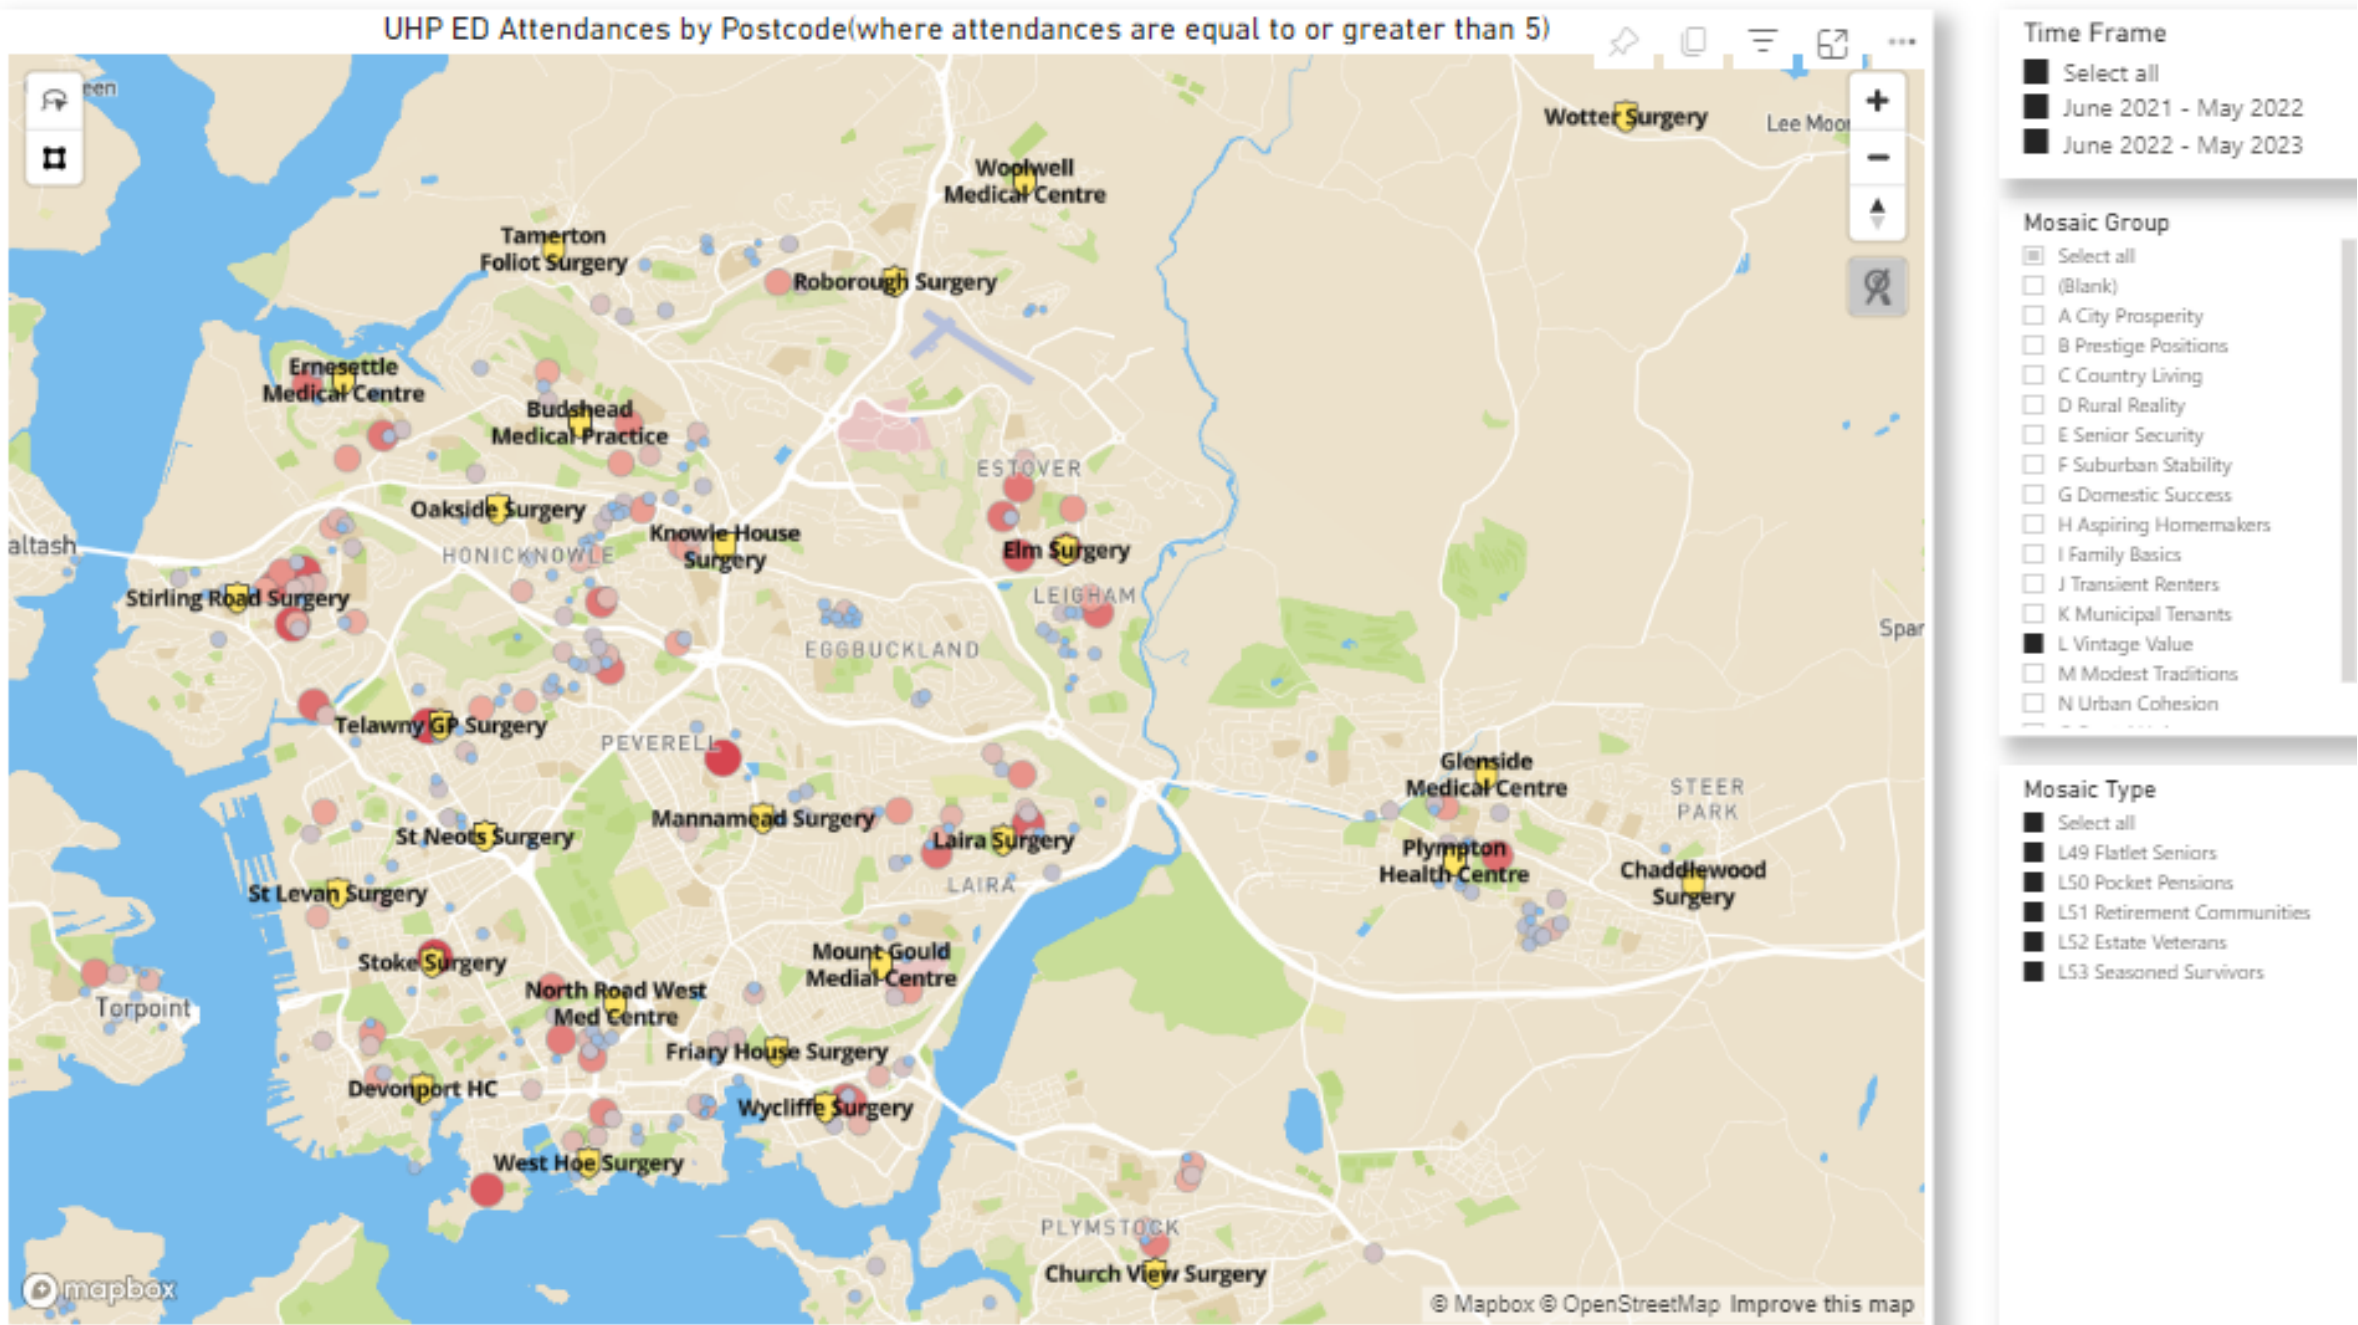 UHP ED Attendances by Postcode(where attendances are equal to or greater than 5)
een
Wotter Surgery
Lee Moor
Woolwell
Medical Centre
Tamerton
Foliot Surgery
Roborough Surgery
Ernesettle
Medical Centre
Budshead
Medical Practice
ESTOVER
Oakside Surgery
Knowle House
Surgery
altash
HONICKNOWLE
Elm Surgery
LEIGHAM
Stirling Road Surgery
EGGBUCKLAND
Spar
Telawny GP Surgery
PEVERELL
Glenside
Medical Centre
STEER
PARK
Mannamead Surgery
St Neots Surgery
Laira Surgery
Plympton
Health Centre
Chaddlewood
Surgery
LAIRA
St Levan Surgery
Stoke Surgery
Mount Gould
Medial Centre
North Road West
Med Centre
Torpoint
Friary House Surgery
Devonport HC
Wycliffe Surgery
West Hoe Surgery
PLYMSTOCK
Church View Surgery
mapbox
© Mapbox © OpenStreetMap Improve this map
Time Frame
Select all
June 2021 - May 2022
June 2022 - May 2023
Mosaic Group
Select all
(Blank)
A City Prosperity
B Prestige Positions
C Country Living
D Rural Reality
E Senior Security
F Suburban Stability
G Domestic Success
H Aspiring Homemakers
I Family Basics
J Transient Renters
K Municipal Tenants
L Vintage Value
M Modest Traditions
N Urban Cohesion
Mosaic Type
Select all
L49 Flatlet Seniors
L50 Pocket Pensions
L51 Retirement Communities
L52 Estate Veterans
L53 Seasoned Survivors